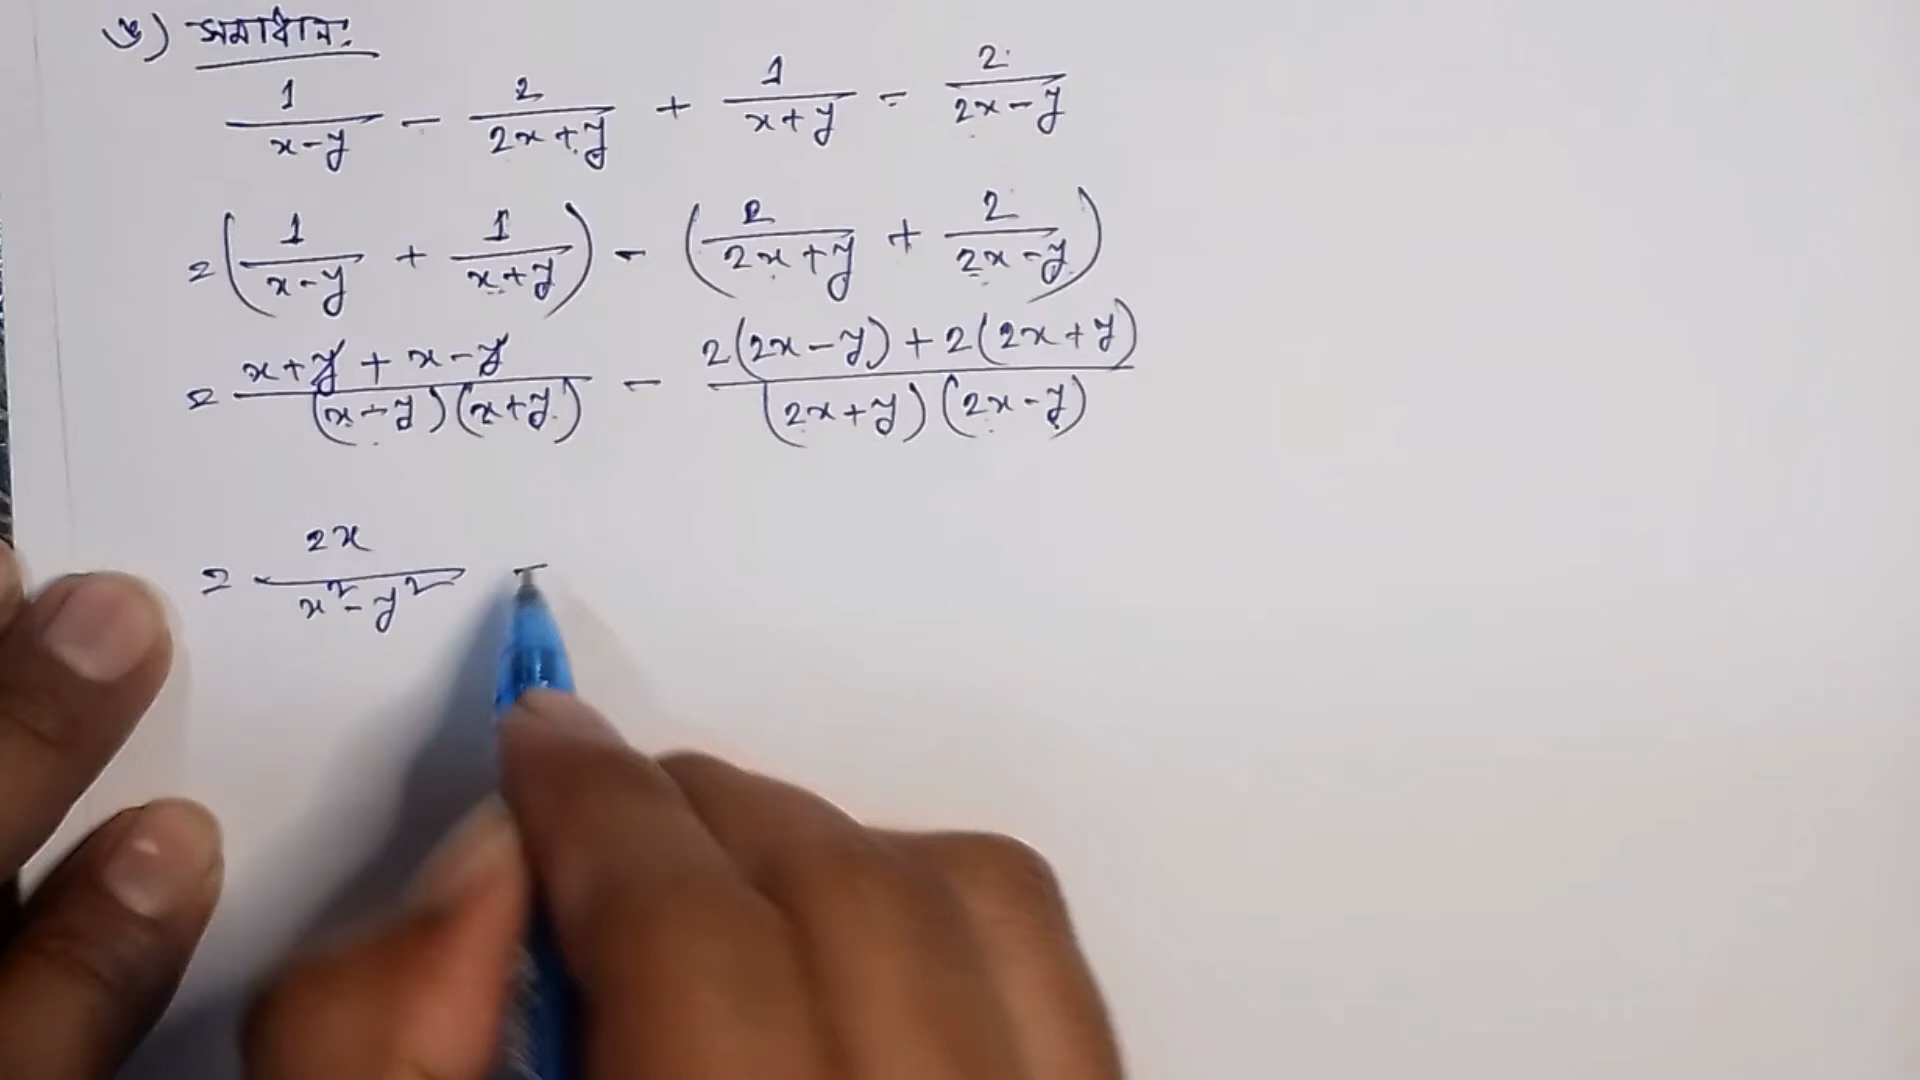 ৩) সমাধান:
1/(x-y) - 2/(2x+y) + 1/(x+y) - 2/(2x-y)
= (1/(x-y) + 1/(x+y)) - (2/(2x+y) + 2/(2x-y))
= (x+y+x-y)/((x-y)(x+y)) - (2(2x-y)+2(2x+y))/((2x+y)(2x-y))
= 2x/(x²-y²) -